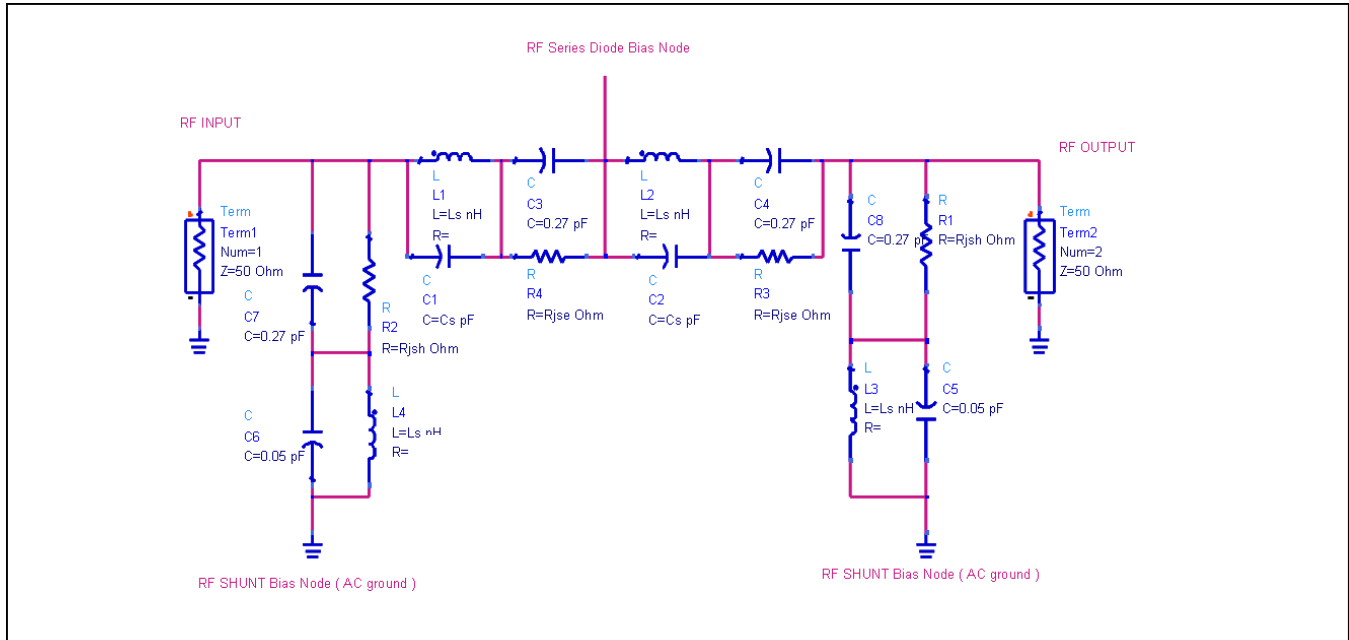 RF Series Diode Bias Node
RF INPUT
RF OUTPUT
Term
Term1
Num=1
Z=50 Ohm
C
C7
C=0.27 pF
R
R2
R=Rjsh Ohm
L
L1
L=Ls nH
R=
C
C1
C=Cs pF
C
C3
C=0.27 pF
R
R4
R=Rjse Ohm
L
L2
L=Ls nH
R=
C
C2
C=Cs pF
C
C4
C=0.27 pF
R
R3
R=Rjse Ohm
C
C8
C=0.27 pF
R
R1
R=Rjsh Ohm
Term
Term2
Num=2
Z=50 Ohm
C
C6
C=0.05 pF
L
L4
L=Ls nH
R=
L
L3
L=Ls nH
R=
C
C5
C=0.05 pF
RF SHUNT Bias Node ( AC ground )
RF SHUNT Bias Node ( AC ground )